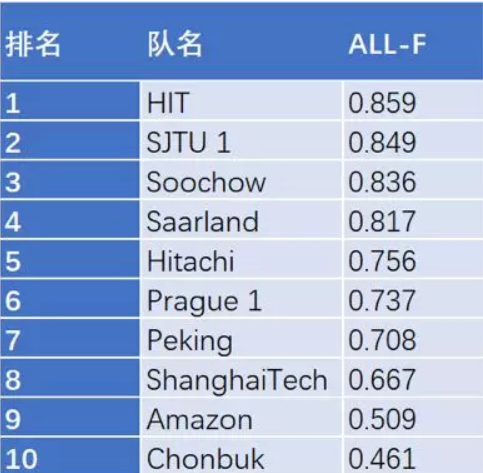 排名 队名 ALL-F
1 HIT 0.859
2 SJTU 1 0.849
3 Soochow 0.836
4 Saarland 0.817
5 Hitachi 0.756
6 Prague 1 0.737
7 Peking 0.708
8 ShanghaiTech 0.667
9 Amazon 0.509
10 Chonbuk 0.461